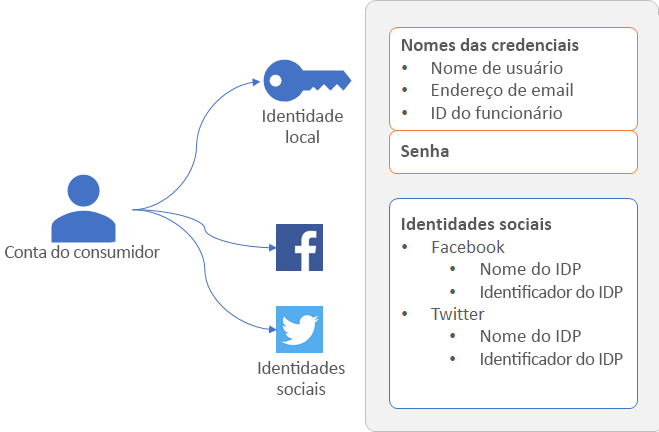 Conta do consumidor
Identidade
local
Identidades
sociais
Nomes das credenciais
• Nome de usuário
• Endereço de email
• ID do funcionário
Senha
Identidades sociais
• Facebook
• Nome do IDP
• Identificador do IDP
• Twitter
• Nome do IDP
• Identificador do IDP